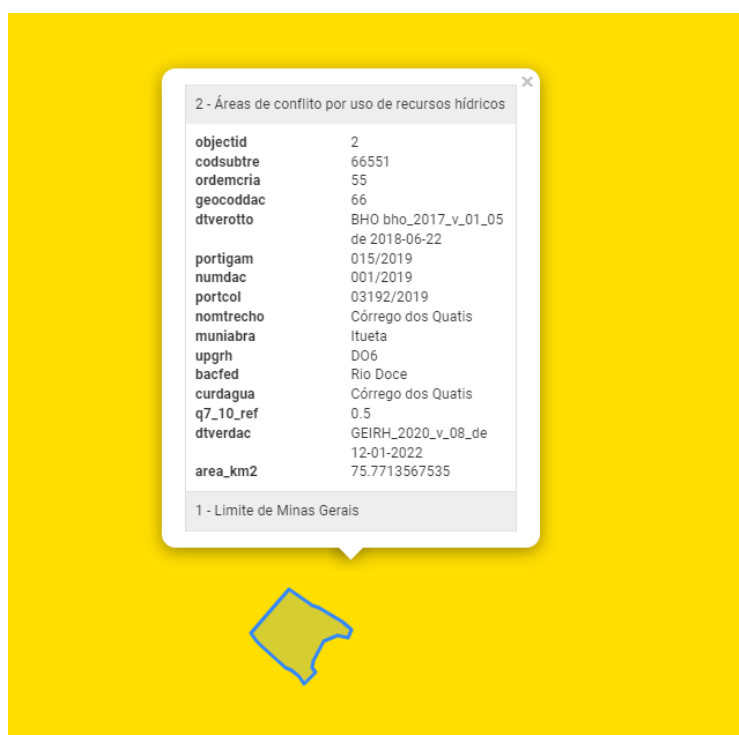 ×
2 - Áreas de conflito por uso de recursos hídricos
objectid 2
codsubtre 66551
ordemcria 55
geocoddac 66
dtverotto BHO bho_2017_v_01_05
de 2018-06-22
portigam 015/2019
numdac 001/2019
portcol 03192/2019
nomtrecho Córrego dos Quatis
muniabra Itueta
upgrh DO6
bacfed Rio Doce
curdagua Córrego dos Quatis
q7_10_ref 0.5
dtverdac GEIRH_2020_v_08_de
12-01-2022
area_km2 75.7713567535
1 - Limite de Minas Gerais